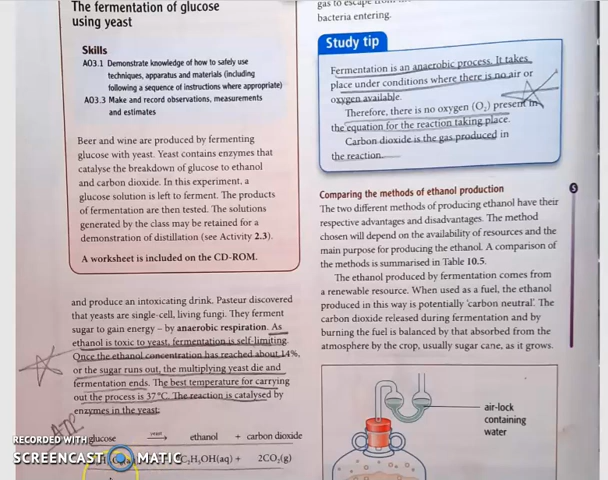 The fermentation of glucose
using yeast
Skills
AO3.1 Demonstrate knowledge of how to safely use
techniques, apparatus and materials (including
following a sequence of instructions where appropriate)
AO3.3 Make and record observations, measurements
and estimates
Beer and wine are produced by fermenting
glucose with yeast. Yeast contains enzymes that
catalyse the breakdown of glucose to ethanol
and carbon dioxide. In this experiment, a
glucose solution is left to ferment. The products
of fermentation are then tested. The solutions
generated by the class may be retained for a
demonstration of distillation (see Activity 2.3).
A worksheet is included on the CD-ROM.
and produce an intoxicating drink. Pasteur discovered
that yeasts are single-cell, living fungi. They ferment
sugar to gain energy – by anaerobic respiration. As
ethanol is toxic to yeast, fermentation is self-limiting.
Once the ethanol concentration has reached about 14%,
or the sugar runs out, the multiplying yeast die and
fermentation ends. The best temperature for carrying
out the process is 37 °C. The reaction is catalysed by
enzymes in the yeast:
glucose yeast ethanol + carbon dioxide
C₂H₅OH(aq) + 2CO₂(g)
RECORDED WITH
SCREENCAST MATIC
gas to escape from
bacteria entering.
Study tip
Fermentation is an anaerobic process. It takes
place under conditions where there is no air or
oxygen available.
Therefore, there is no oxygen (O₂) present in
the equation for the reaction taking place.
Carbon dioxide is the gas produced in
the reaction.
Comparing the methods of ethanol production
S
The two different methods of producing ethanol have their
respective advantages and disadvantages. The method
chosen will depend on the availability of resources and the
main purpose for producing the ethanol. A comparison of
the methods is summarised in Table 10.5.
The ethanol produced by fermentation comes from
a renewable resource. When used as a fuel, the ethanol
produced in this way is potentially 'carbon neutral'. The
carbon dioxide released during fermentation and by
burning the fuel is balanced by that absorbed from the
atmosphere by the crop, usually sugar cane, as it grows.
air-lock
containing
water